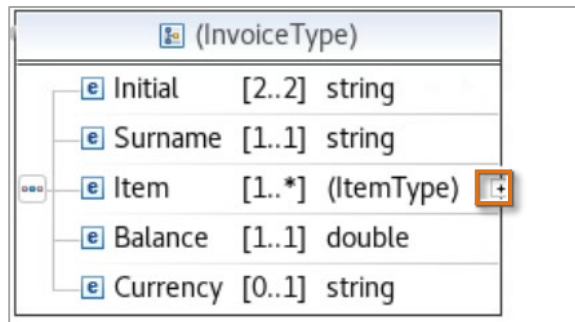 (InvoiceType)
e Initial [2..2] string
e Surname [1..1] string
e Item [1..*] (ItemType)
e Balance [1..1] double
e Currency [0..1] string